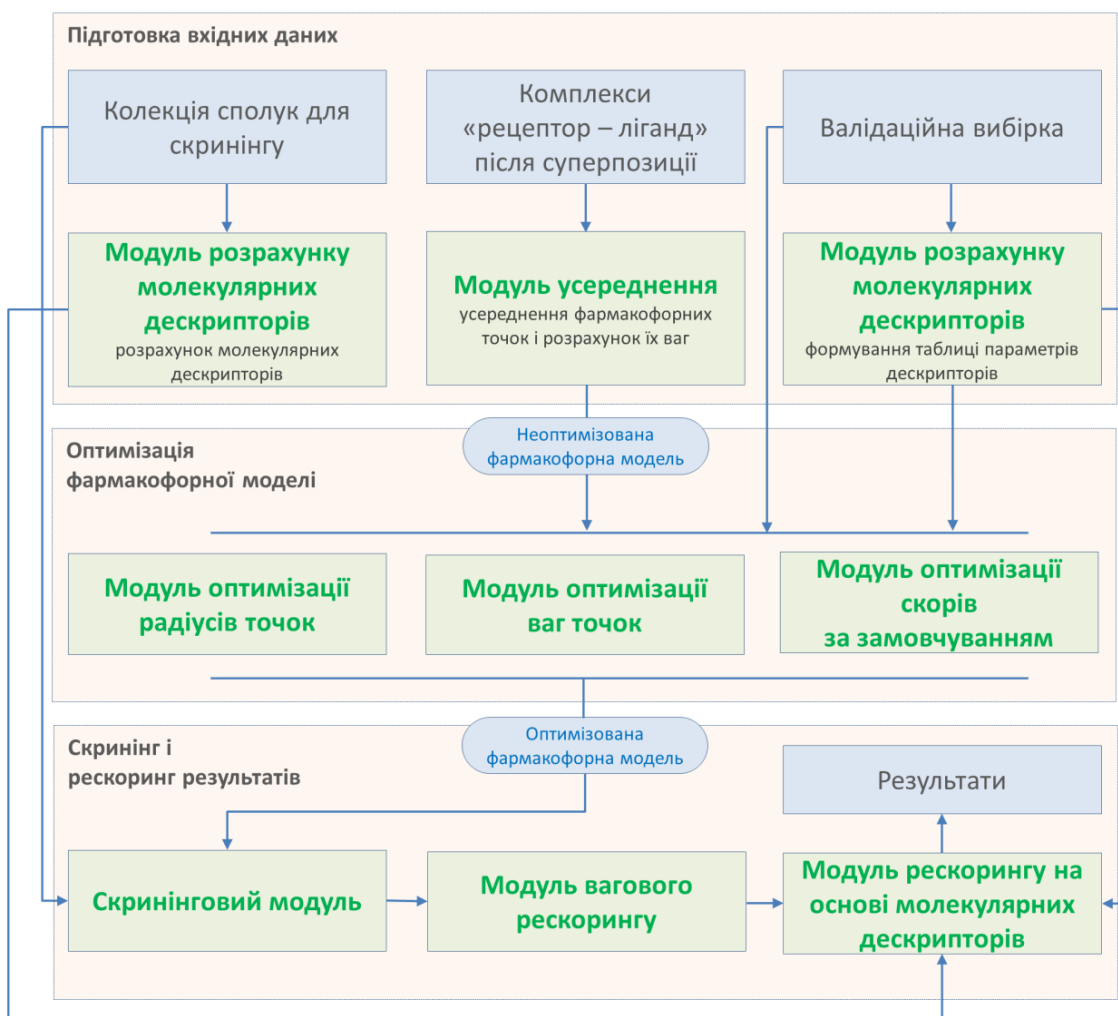 Підготовка вхідних даних
Колекція сполук для
скринінгу
Комплекси
«рецептор – ліганд»
після суперпозиції
Валідаційна вибірка
Модуль розрахунку
молекулярних
дескрипторів
розрахунок молекулярних
дескрипторів
Модуль усереднення
усереднення фармакофорних
точок і розрахунок їх ваг
Модуль розрахунку
молекулярних
дескрипторів
формування таблиці параметрів
дескрипторів
Неоптимізована
фармакофорна модель
Оптимізація
фармакофорної моделі
Модуль оптимізації
радіусів точок
Модуль оптимізації
ваг точок
Модуль оптимізації
скорів
за замовчуванням
Оптимізована
фармакофорна модель
Скринінг і
рескоринг результатів
Результати
Скринінговий модуль
Модуль вагового
рескорингу
Модуль рескорингу на
основі молекулярних
дескрипторів